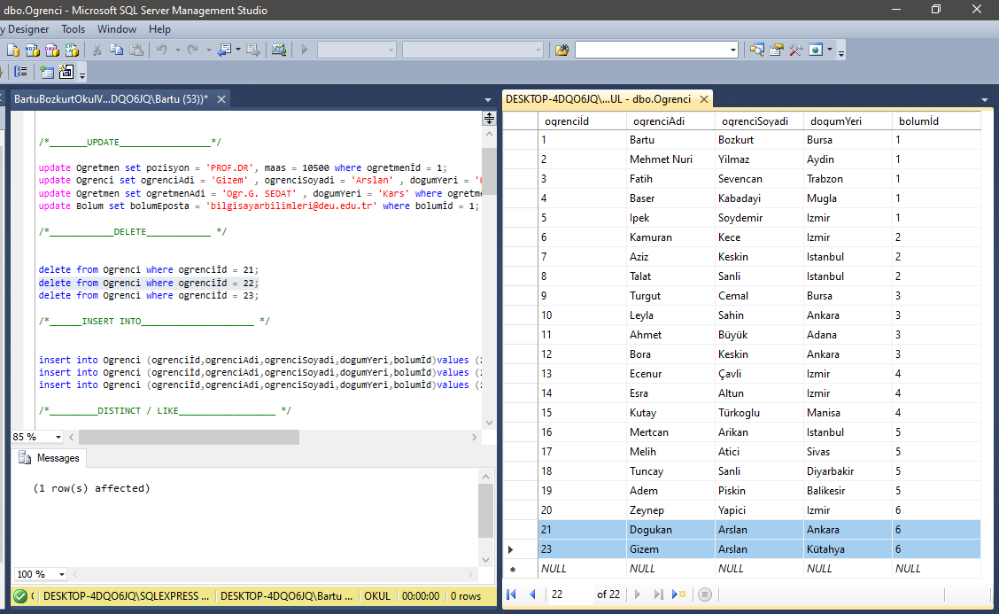 dbo.Ogrenci - Microsoft SQL Server Management Studio
y Designer Tools Window Help
BartuBozkurtOkulV...DQO6JQ\Bartu (53))*
/*_______UPDATE_________________*/
update Ogretmen set pozisyon = 'PROF.DR', maas = 10500 where ogretmenİd = 1;
update Ogrenci set ogrenciAdi = 'Gizem' , ogrenciSoyadi = 'Arslan' , dogumYeri = '
update Ogretmen set ogretmenAdi = 'Ogr.G. SEDAT' , dogumYeri = 'Kars' where ogretme
update Bolum set bolumEposta = 'bilgisayarbilimleri@deu.edu.tr' where bolumİd = 1;
/*____________DELETE____________ */
delete from Ogrenci where ogrenciİd = 21;
delete from Ogrenci where ogrenciİd = 22;
delete from Ogrenci where ogrenciİd = 23;
/*______INSERT INTO_____________________ */
insert into Ogrenci (ogrenciİd,ogrenciAdi,ogrenciSoyadi,dogumYeri,bolumİd)values (
insert into Ogrenci (ogrenciİd,ogrenciAdi,ogrenciSoyadi,dogumYeri,bolumİd)values (
insert into Ogrenci (ogrenciİd,ogrenciAdi,ogrenciSoyadi,dogumYeri,bolumİd)values (
/*_________DISTINCT / LIKE__________________ */
85 %
Messages
(1 row(s) affected)
100 %
DESKTOP-4DQO6JQ\SQLEXPRESS ... DESKTOP-4DQO6JQ\Bartu ... OKUL 00:00:00 0 rows
DESKTOP-4DQO6JQ\...UL - dbo.Ogrenci
ogrenciİd ogrenciAdi ogrenciSoyadi dogumYeri bolumİd
1 Bartu Bozkurt Bursa 1
2 Mehmet Nuri Yilmaz Aydin 1
3 Fatih Sevencan Trabzon 1
4 Baser Kabadayi Mugla 1
5 Ipek Soydemir Izmir 1
6 Kamuran Kece Izmir 2
7 Aziz Keskin Istanbul 2
8 Talat Sanli Istanbul 2
9 Turgut Cemal Bursa 3
10 Leyla Sahin Ankara 3
11 Ahmet Büyük Adana 3
12 Bora Keskin Ankara 3
13 Ecenur Çavli Izmir 4
14 Esra Altun Izmir 4
15 Kutay Türkoglu Manisa 4
16 Mertcan Arikan Istanbul 5
17 Melih Atici Sivas 5
18 Tuncay Sanli Diyarbakir 5
19 Adem Piskin Balikesir 5
20 Zeynep Yapici Izmir 6
21 Dogukan Arslan Ankara 6
23 Gizem Arslan Kütahya 6
NULL NULL NULL NULL NULL
22 of 22